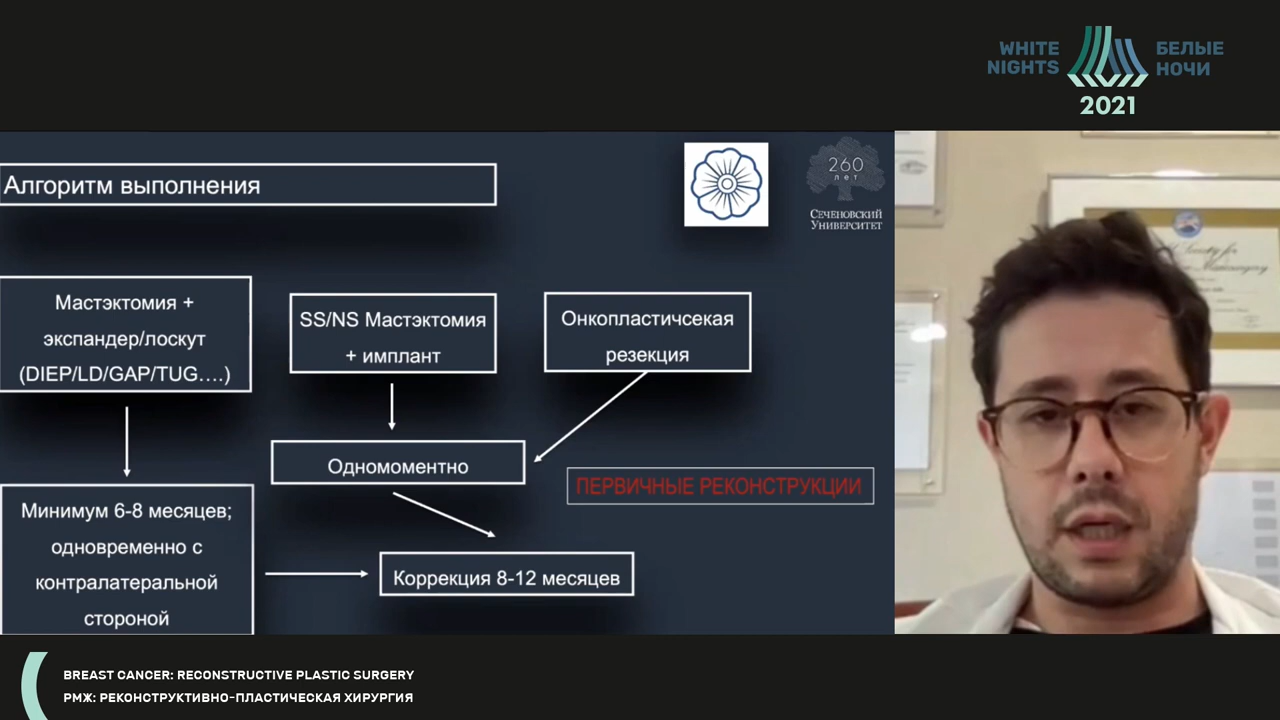 WHITE
NIGHTS
БЕЛЫЕ
НОЧИ
2021
Алгоритм выполнения
260
лет
СЕЧЕНОВСКИЙ
УНИВЕРСИТЕТ
Мастэктомия +
экспандер/лоскут
(DIEP/LD/GAP/TUG....)
SS/NS Мастэктомия
+ имплант
Онкопластичсекая
резекция
Одномоментно
ПЕРВИЧНЫЕ РЕКОНСТРУКЦИИ
Минимум 6-8 месяцев;
одновременно с
контралатеральной
стороной
Коррекция 8-12 месяцев
BREAST CANCER: RECONSTRUCTIVE PLASTIC SURGERY
РМЖ: РЕКОНСТРУКТИВНО-ПЛАСТИЧЕСКАЯ ХИРУРГИЯ